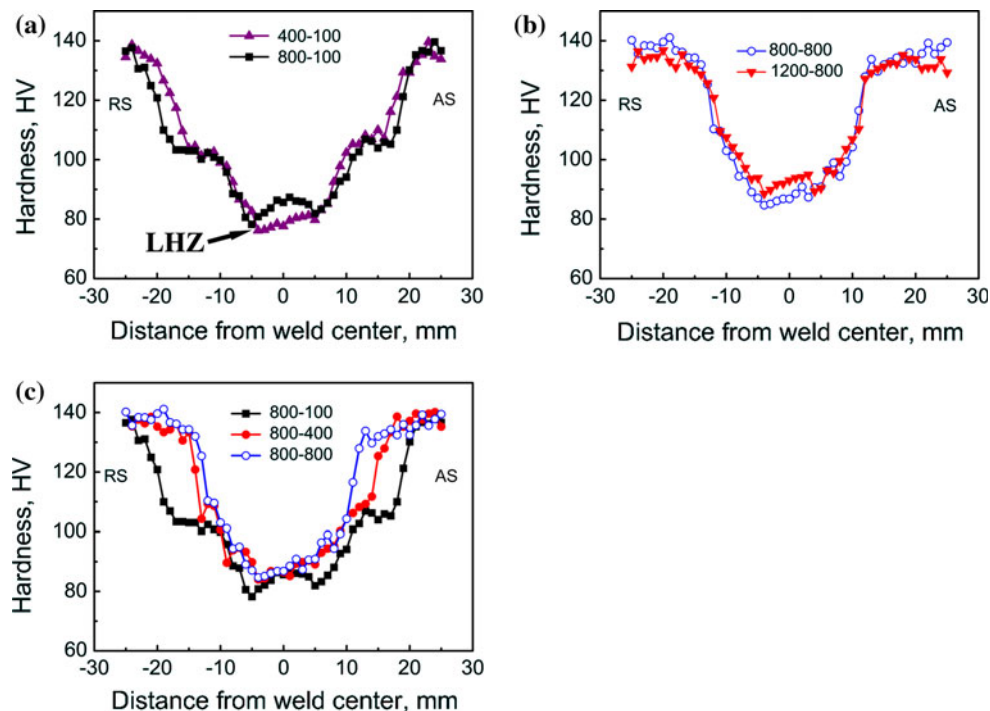 (a)
400-100
800-100
RS
AS
LHZ
Hardness, HV
140
120
100
80
60
-30 -20 -10 0 10 20 30
Distance from weld center, mm
(b)
800-800
1200-800
RS
AS
Hardness, HV
140
120
100
80
60
-30 -20 -10 0 10 20 30
Distance from weld center, mm
(c)
800-100
800-400
800-800
RS
AS
Hardness, HV
140
120
100
80
60
-30 -20 -10 0 10 20 30
Distance from weld center, mm